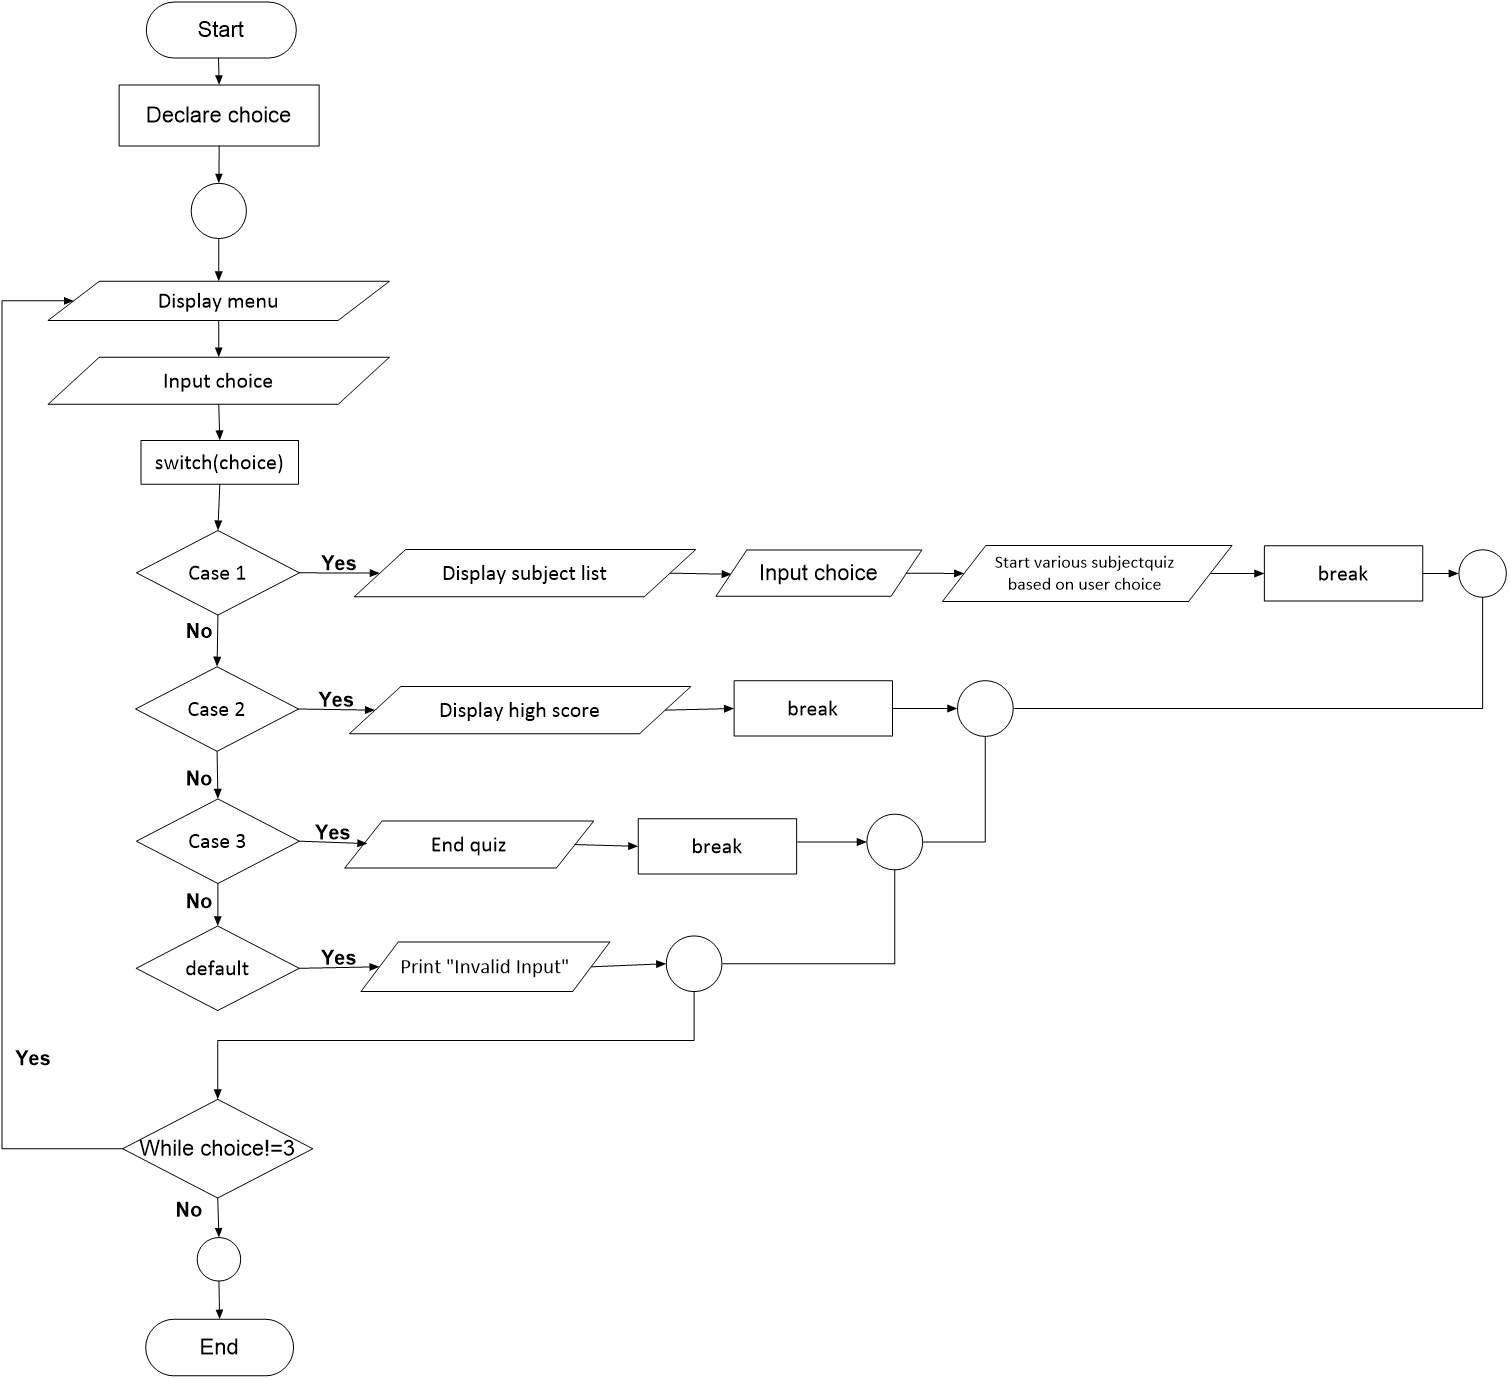 Start
Declare choice
Display menu
Input choice
switch(choice)
Case 1
Yes
Display subject list
Input choice
Start various subjectquiz
based on user choice
break
No
Case 2
Yes
Display high score
break
No
Case 3
Yes
End quiz
break
No
default
Yes
Print "Invalid Input"
Yes
While choice!=3
No
End